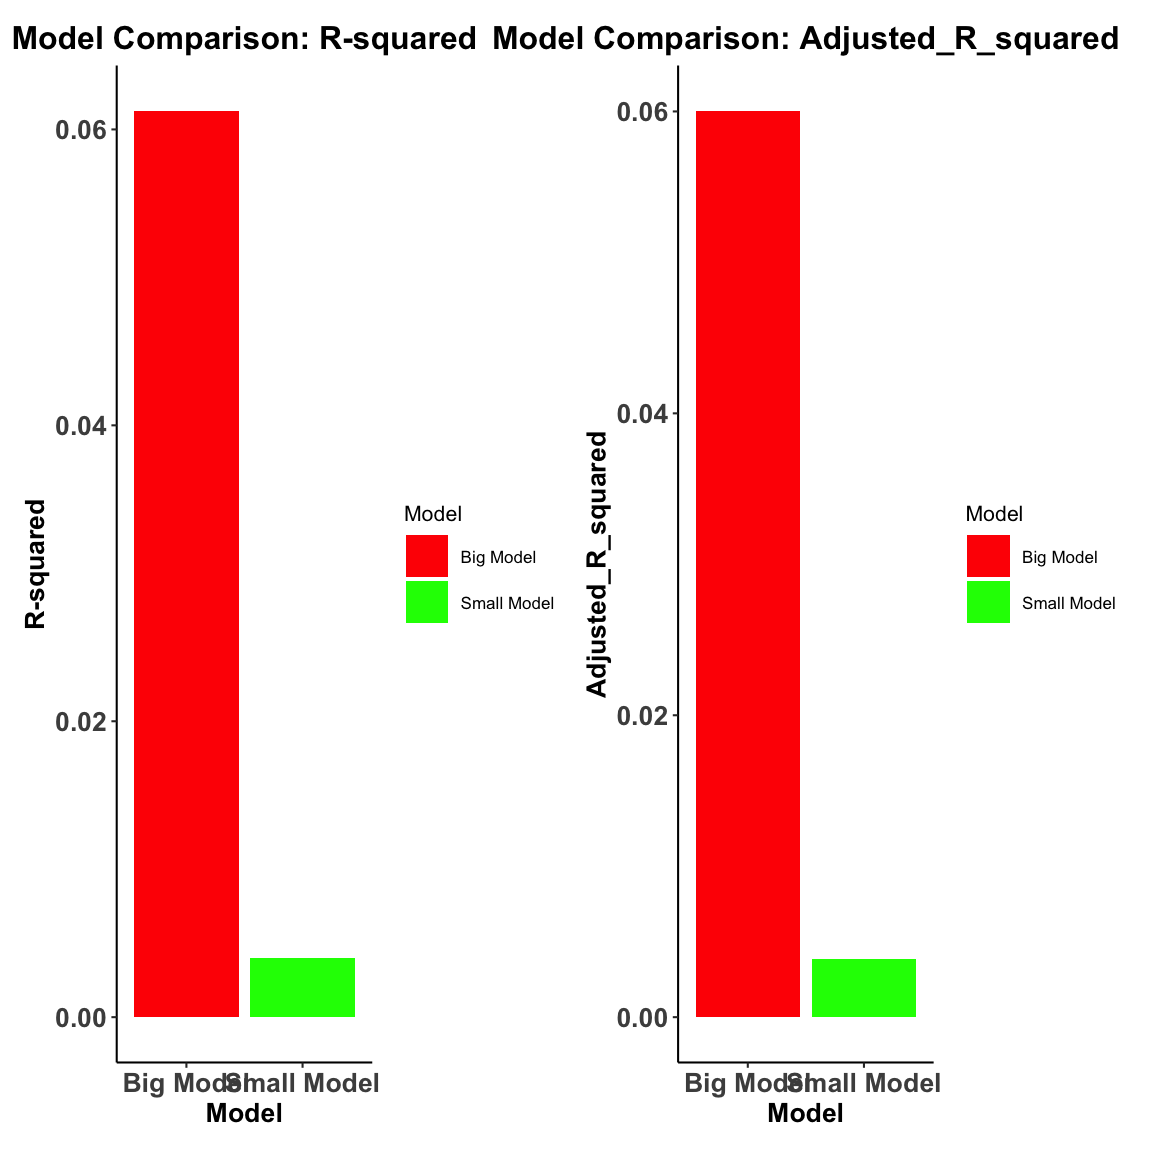 Model Comparison: R-squared
0.06
0.04
0.02
0.00
R-squared
Big Model
Small Model
Model
Model
Big Model
Small Model
Model Comparison: Adjusted_R_squared
0.06
0.04
0.02
0.00
Adjusted_R_squared
Big Model
Small Model
Model
Model
Big Model
Small Model